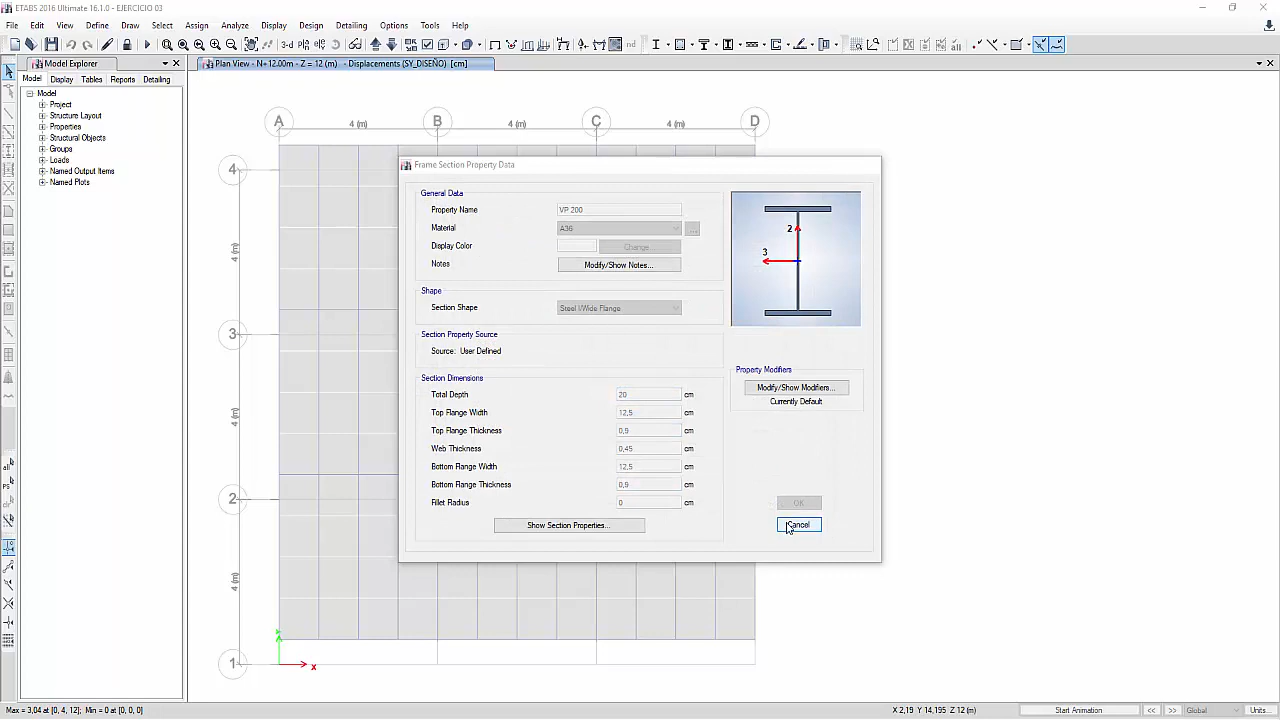 ETABS 2016 Ultimate 16.1.0 - EJERCICIO 03
File Edit View Define Draw Select Assign Analyze Display Design Detailing Options Tools Help
3-d
nd
Model Explorer
Plan View - N+12.00m - Z = 12 (m) - Displacements (SY_DISEÑO) [cm]
Model Display Tables Reports Detailing
Model
Project
Structure Layout
Properties
Structural Objects
Groups
Loads
Named Output Items
Named Plots
A B C D
4 (m) 4 (m) 4 (m)
4
3
2
1
4 (m)
4 (m)
4 (m)
Y
X
Frame Section Property Data
General Data
Property Name VP 200
Material A36 ...
Display Color Change
Notes Modify/Show Notes...
Shape
Section Shape Steel I/Wide Flange
Section Property Source
Source: User Defined
Section Dimensions
Total Depth 20 cm
Top Flange Width 12,5 cm
Top Flange Thickness 0,9 cm
Web Thickness 0,45 cm
Bottom Flange Width 12,5 cm
Bottom Flange Thickness 0,9 cm
Fillet Radius 0 cm
Show Section Properties...
2
3
Property Modifiers
Modify/Show Modifiers...
Currently Default
OK
Cancel
all
PS
clr
Max = 3,04 at [0, 4, 12]; Min = 0 at [0, 0, 0]
X 2,19 Y 14,195 Z 12 (m)
Start Animation << >> Global Units...